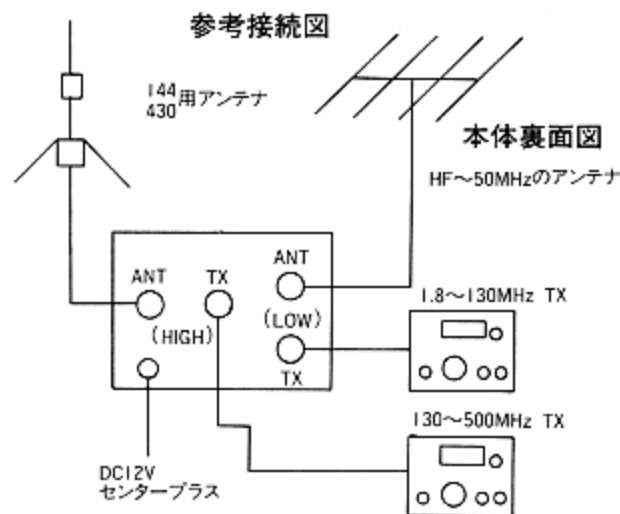 参考接続図
144
430用アンテナ
本体裏面図
HF～50MHzのアンテナ
ANT
TX
ANT
(HIGH)
(LOW)
TX
1.8～130MHz TX
130～500MHz TX
DC12V
センタープラス